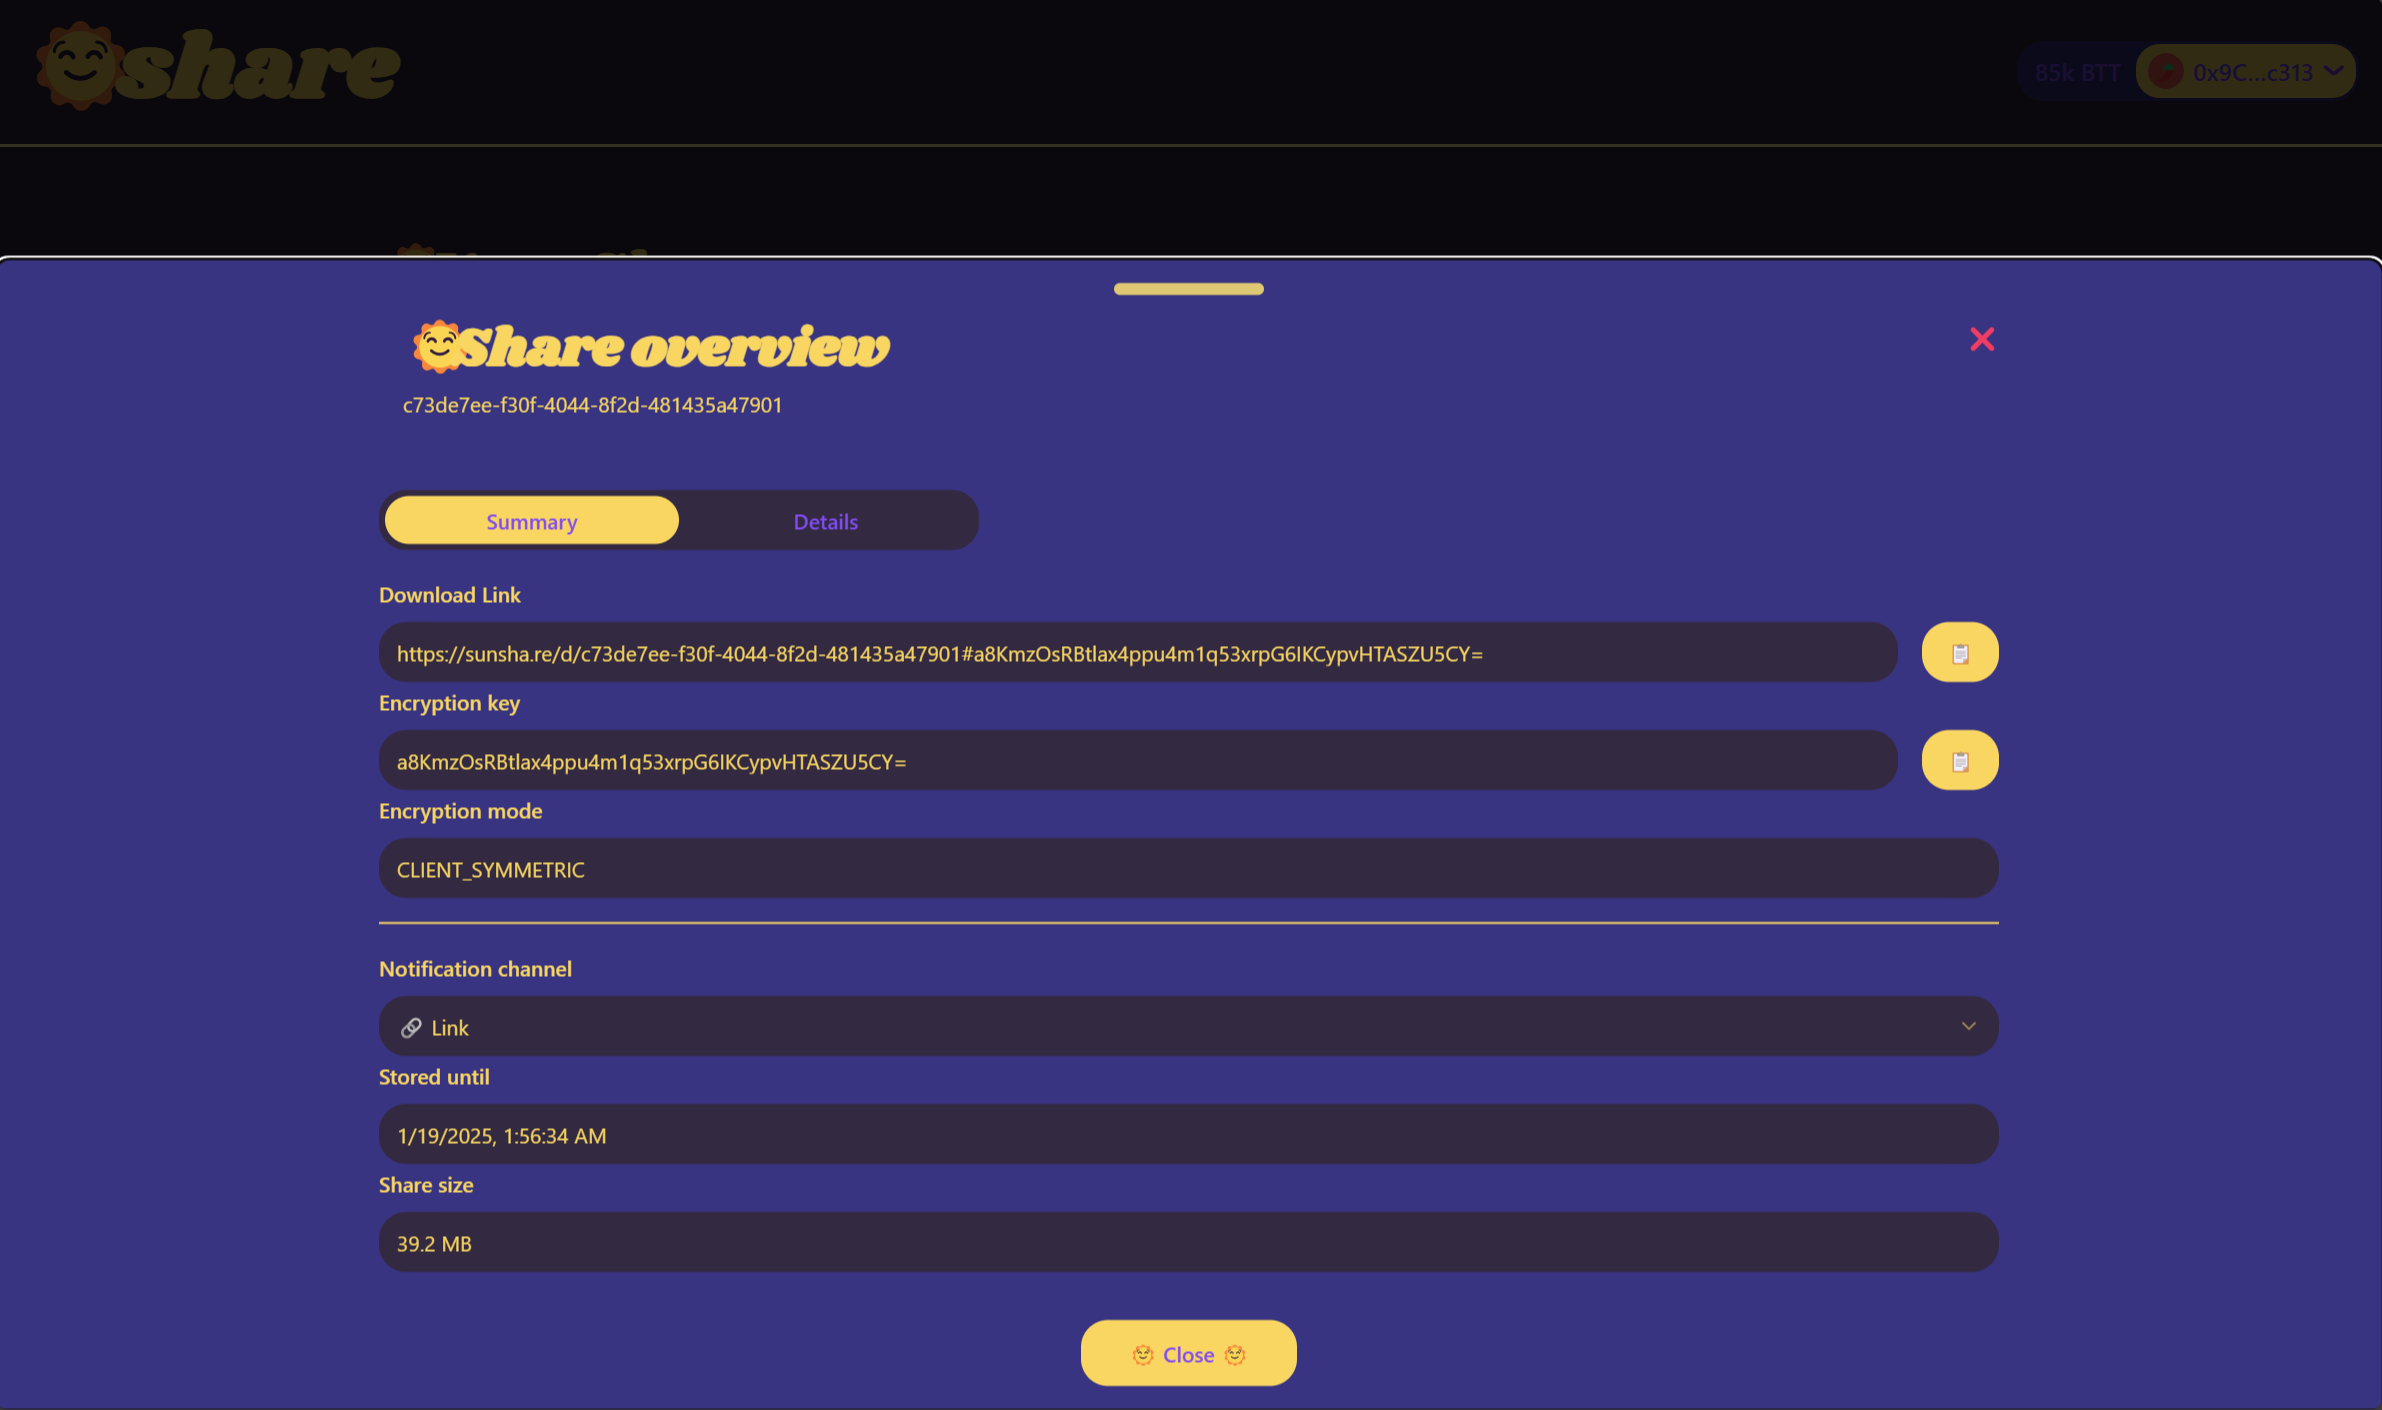 share
85k BTT
0x9C...c313
Share overview
c73de7ee-f30f-4044-8f2d-481435a47901
Summary
Details
Download Link
https://sunsha.re/d/c73de7ee-f30f-4044-8f2d-481435a47901#a8KmzOsRBtlax4ppu4m1q53xrpG6IKCypvHTASZU5CY=
Encryption key
a8KmzOsRBtlax4ppu4m1q53xrpG6IKCypvHTASZU5CY=
Encryption mode
CLIENT_SYMMETRIC
Notification channel
Link
Stored until
1/19/2025, 1:56:34 AM
Share size
39.2 MB
Close